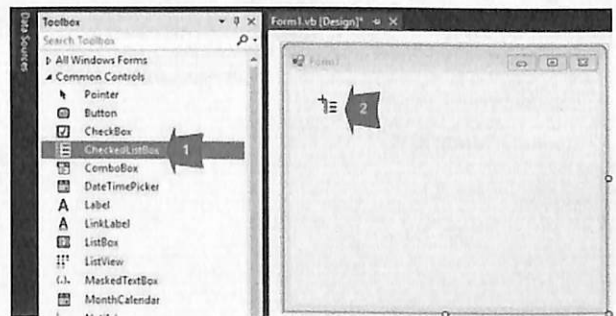 Data Sources
Toolbox
Search Toolbox
All Windows Forms
Common Controls
Pointer
Button
CheckBox
CheckedListBox 1
ComboBox
DateTimePicker
Label
LinkLabel
ListBox
ListView
MaskedTextBox
MonthCalendar
Form1.vb [Design]*
Form1
2